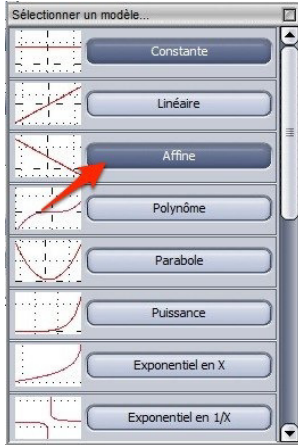 Sélectionner un modèle...
Constante
Linéaire
Affine
Polynôme
Parabole
Puissance
Exponentiel en X
Exponentiel en 1/X